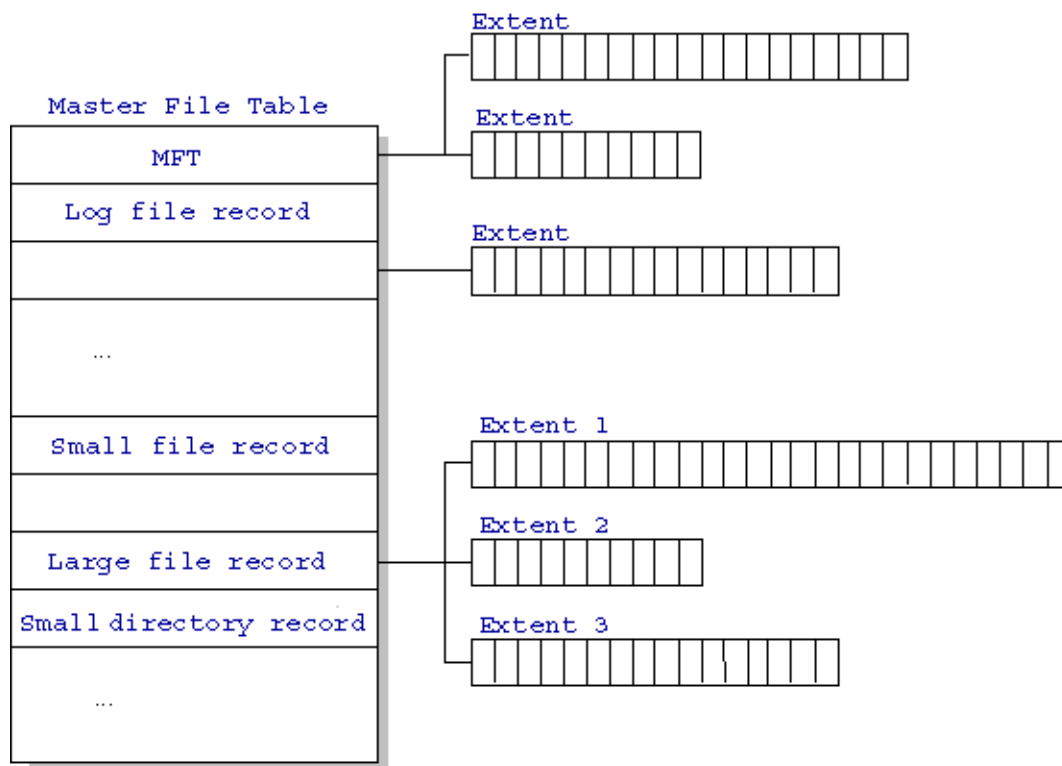 Extent
Master File Table
Extent
MFT
Log file record
Extent
...
Small file record
Extent 1
Extent 2
Large file record
Small directory record
Extent 3
...